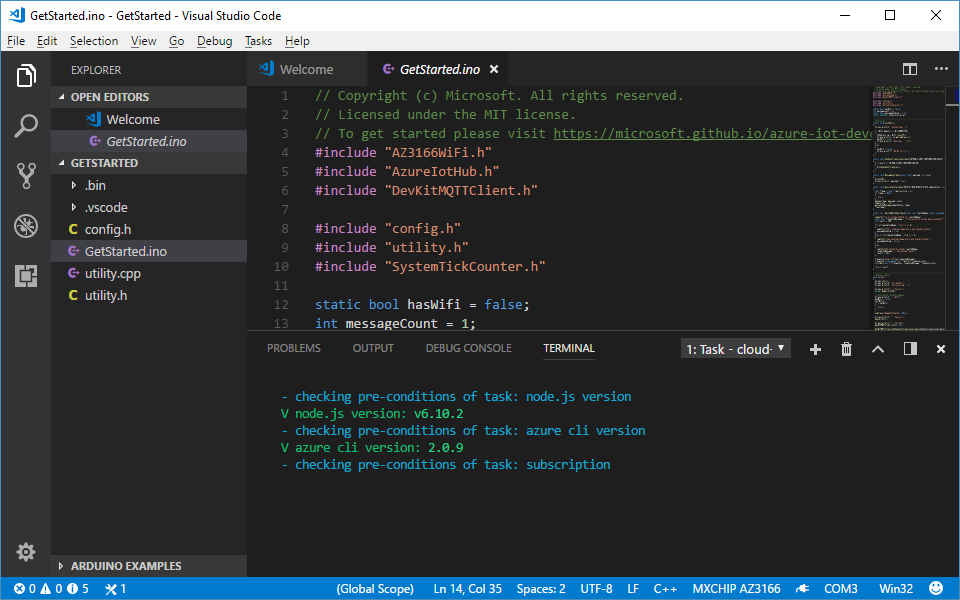 GetStarted.ino - GetStarted - Visual Studio Code
File Edit Selection View Go Debug Tasks Help
EXPLORER
OPEN EDITORS
Welcome
GetStarted.ino
GETSTARTED
.bin
.vscode
config.h
GetStarted.ino
utility.cpp
utility.h
ARDUINO EXAMPLES
Welcome GetStarted.ino
1 // Copyright (c) Microsoft. All rights reserved.
2 // Licensed under the MIT license.
3 // To get started please visit https://microsoft.github.io/azure-iot-deve
4 #include "AZ3166WiFi.h"
5 #include "AzureIotHub.h"
6 #include "DevKitMQTTClient.h"
7
8 #include "config.h"
9 #include "utility.h"
10 #include "SystemTickCounter.h"
11
12 static bool hasWifi = false;
13 int messageCount = 1;
PROBLEMS OUTPUT DEBUG CONSOLE TERMINAL 1: Task - cloud-
- checking pre-conditions of task: node.js version
V node.js version: v6.10.2
- checking pre-conditions of task: azure cli version
V azure cli version: 2.0.9
- checking pre-conditions of task: subscription
0 0 5 1 (Global Scope) Ln 14, Col 35 Spaces: 2 UTF-8 LF C++ MXCHIP AZ3166 COM3 Win32